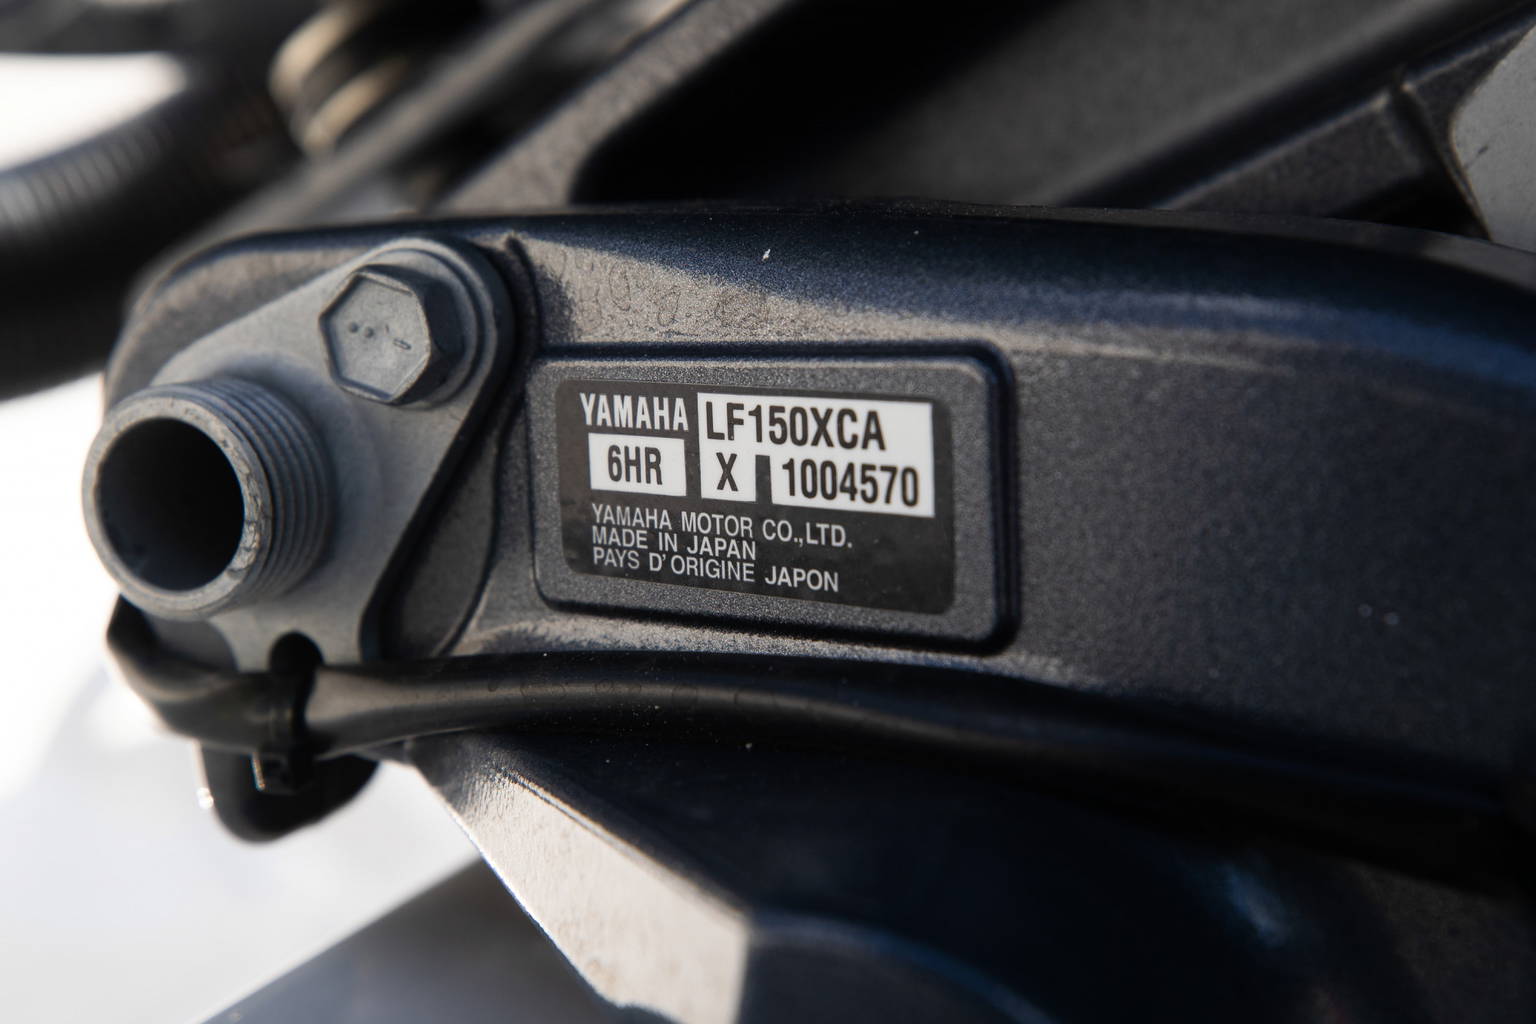 YAMAHA LF150XCA
6HR X 1004570
YAMAHA MOTOR CO.,LTD.
MADE IN JAPAN
PAYS D'ORIGINE JAPON